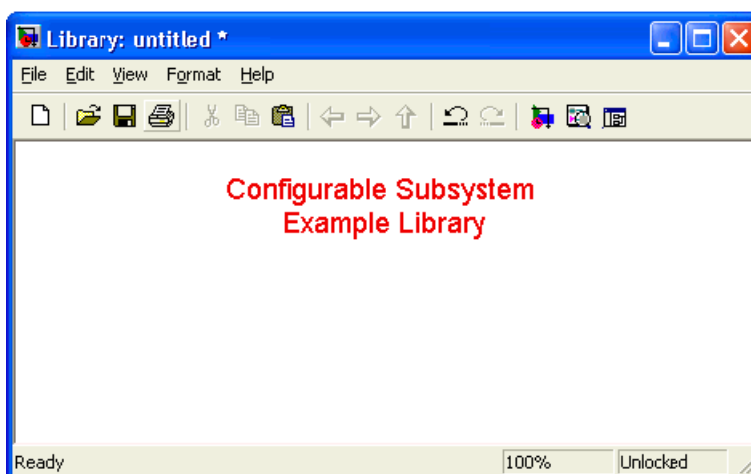 Library: untitled *
File Edit View Format Help
Configurable Subsystem
Example Library
Ready 100% Unlocked